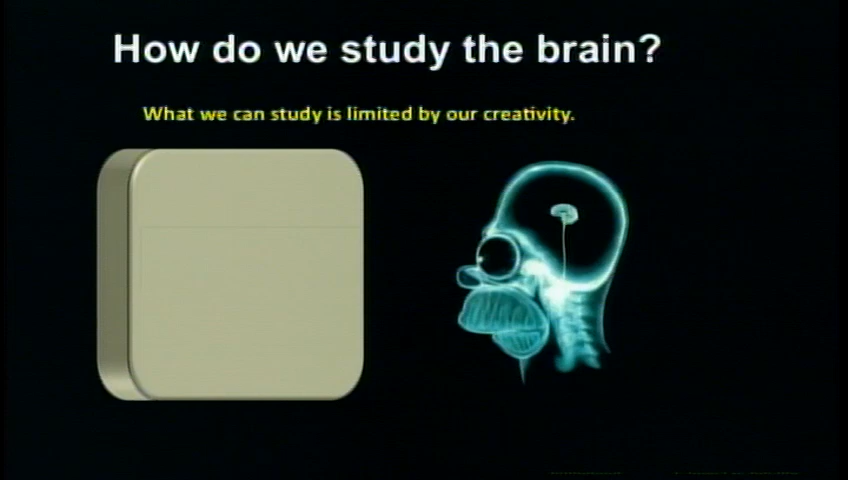 How do we study the brain?
What we can study is limited by our creativity.